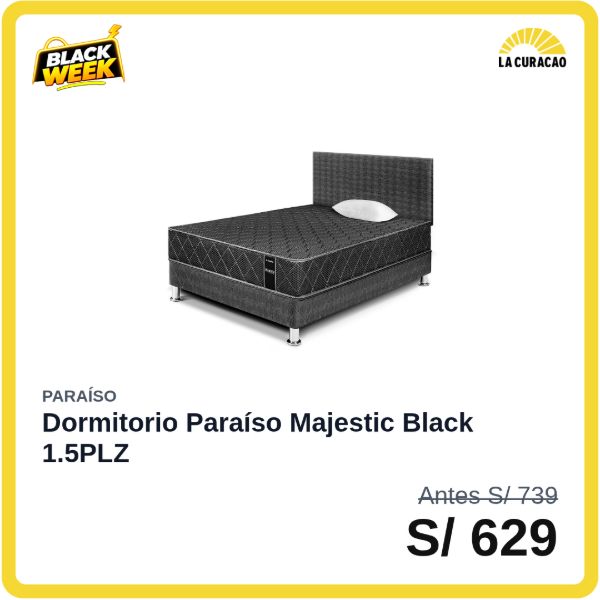 BLACK
WEEK
LA CURACAO
PARAÍSO
Dormitorio Paraíso Majestic Black
1.5PLZ
Antes S/ 739
S/ 629